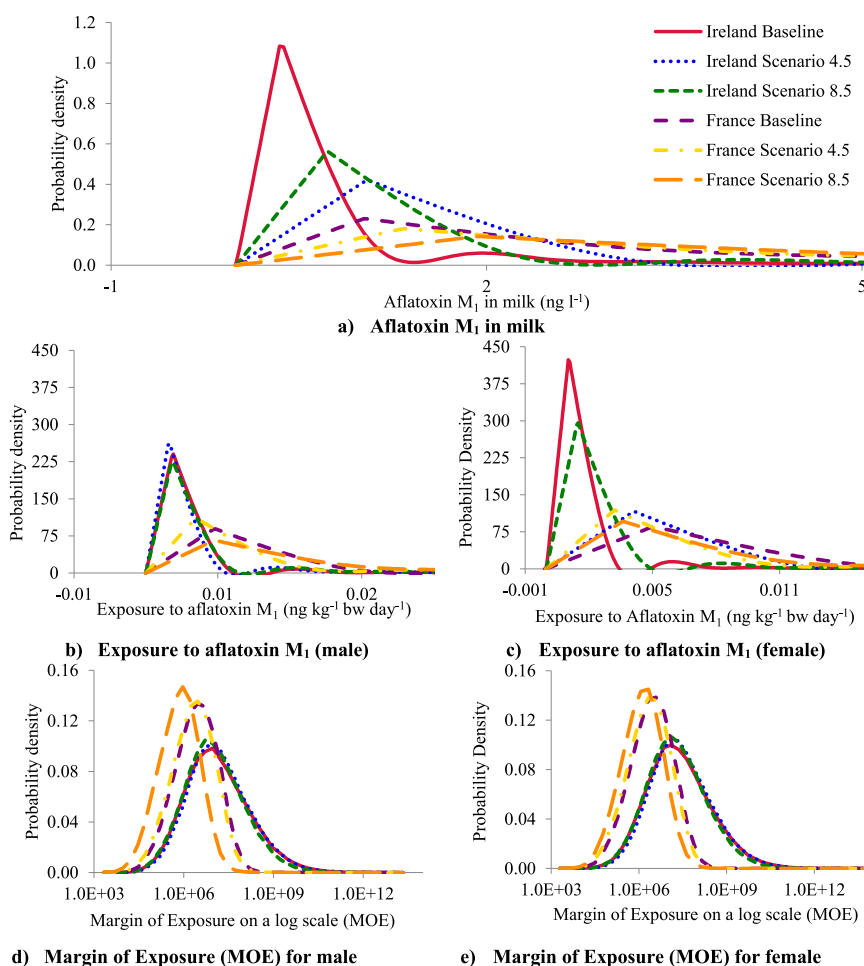 1.2
1.0
0.8
0.6
0.4
0.2
0.0
Probability density
-1
2
5
Aflatoxin M₁ in milk (ng l⁻¹)
Ireland Baseline
Ireland Scenario 4.5
Ireland Scenario 8.5
France Baseline
France Scenario 4.5
France Scenario 8.5
a) Aflatoxin M₁ in milk
450
375
300
225
150
75
0
Probability density
-0.01
0.01
0.02
Exposure to aflatoxin M₁ (ng kg⁻¹ bw day⁻¹)
b) Exposure to aflatoxin M₁ (male)
450
375
300
225
150
75
0
Probability Density
-0.001
0.005
0.011
Exposure to Aflatoxin M₁ (ng kg⁻¹ bw day⁻¹)
c) Exposure to aflatoxin M₁ (female)
0.16
0.12
0.08
0.04
0.00
Probability density
1.0E+03
1.0E+06
1.0E+09
1.0E+12
Margin of Exposure on a log scale (MOE)
d) Margin of Exposure (MOE) for male
0.16
0.12
0.08
0.04
0.00
Probability Density
1.0E+03
1.0E+06
1.0E+09
1.0E+12
Margin of Exposure on a log scale (MOE)
e) Margin of Exposure (MOE) for female